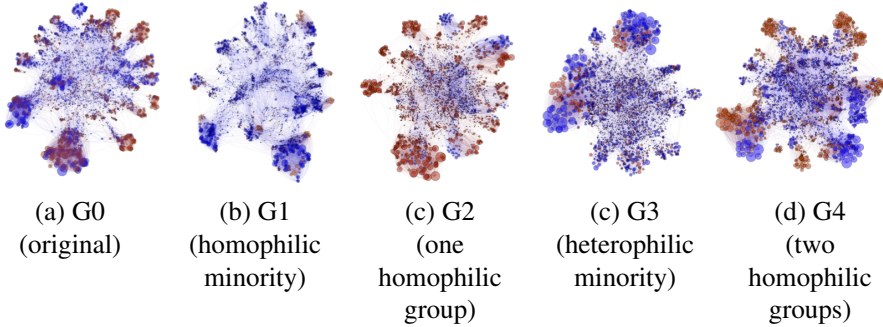 (a) G0
(original)
(b) G1
(homophilic
minority)
(c) G2
(one
homophilic
group)
(c) G3
(heterophilic
minority)
(d) G4
(two
homophilic
groups)